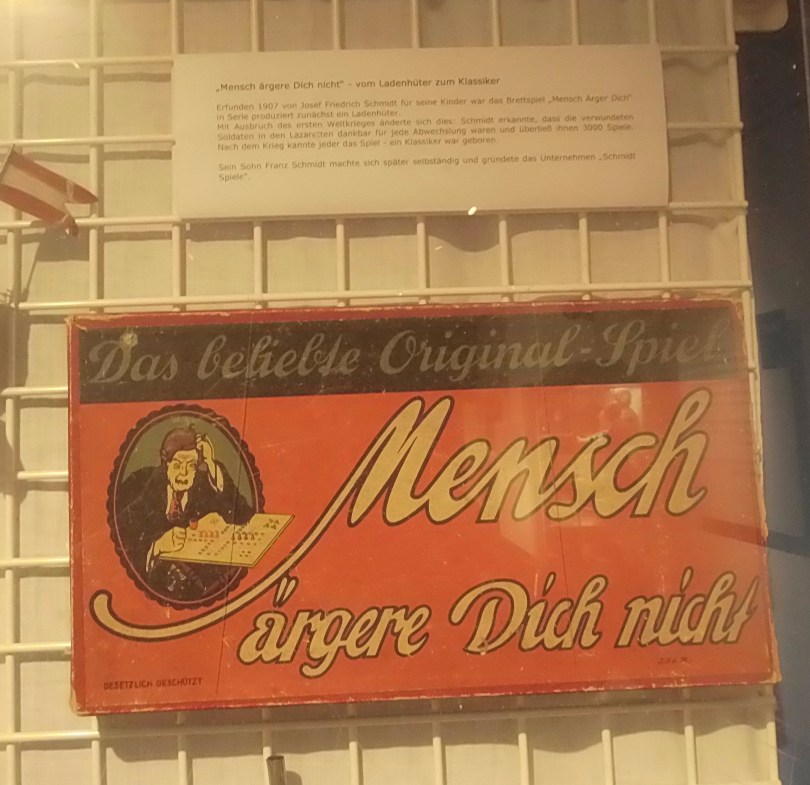 „Mensch ärgere Dich nicht“ - vom Ladenhüter zum Klassiker
Erfunden 1907 von Josef Friedrich Schmidt für seine Kinder war das Brettspiel „Mensch Ärger Dich“
in Serie produziert zunächst ein Ladenhüter.
Mit Ausbruch des ersten Weltkrieges änderte sich dies: Schmidt erkannte, dass die verwundeten
Soldaten in den Lazaretten dankbar für jede Abwechslung waren und überließ ihnen 3000 Spiele.
Nach dem Krieg kannte jeder das Spiel - ein Klassiker war geboren.
Sein Sohn Franz Schmidt machte sich später selbständig und gründete das Unternehmen „Schmidt
Spiele“.
Das beliebte Original-Spiel
Mensch
ärgere Dich nicht
GESETZLICH GESCHÜTZT